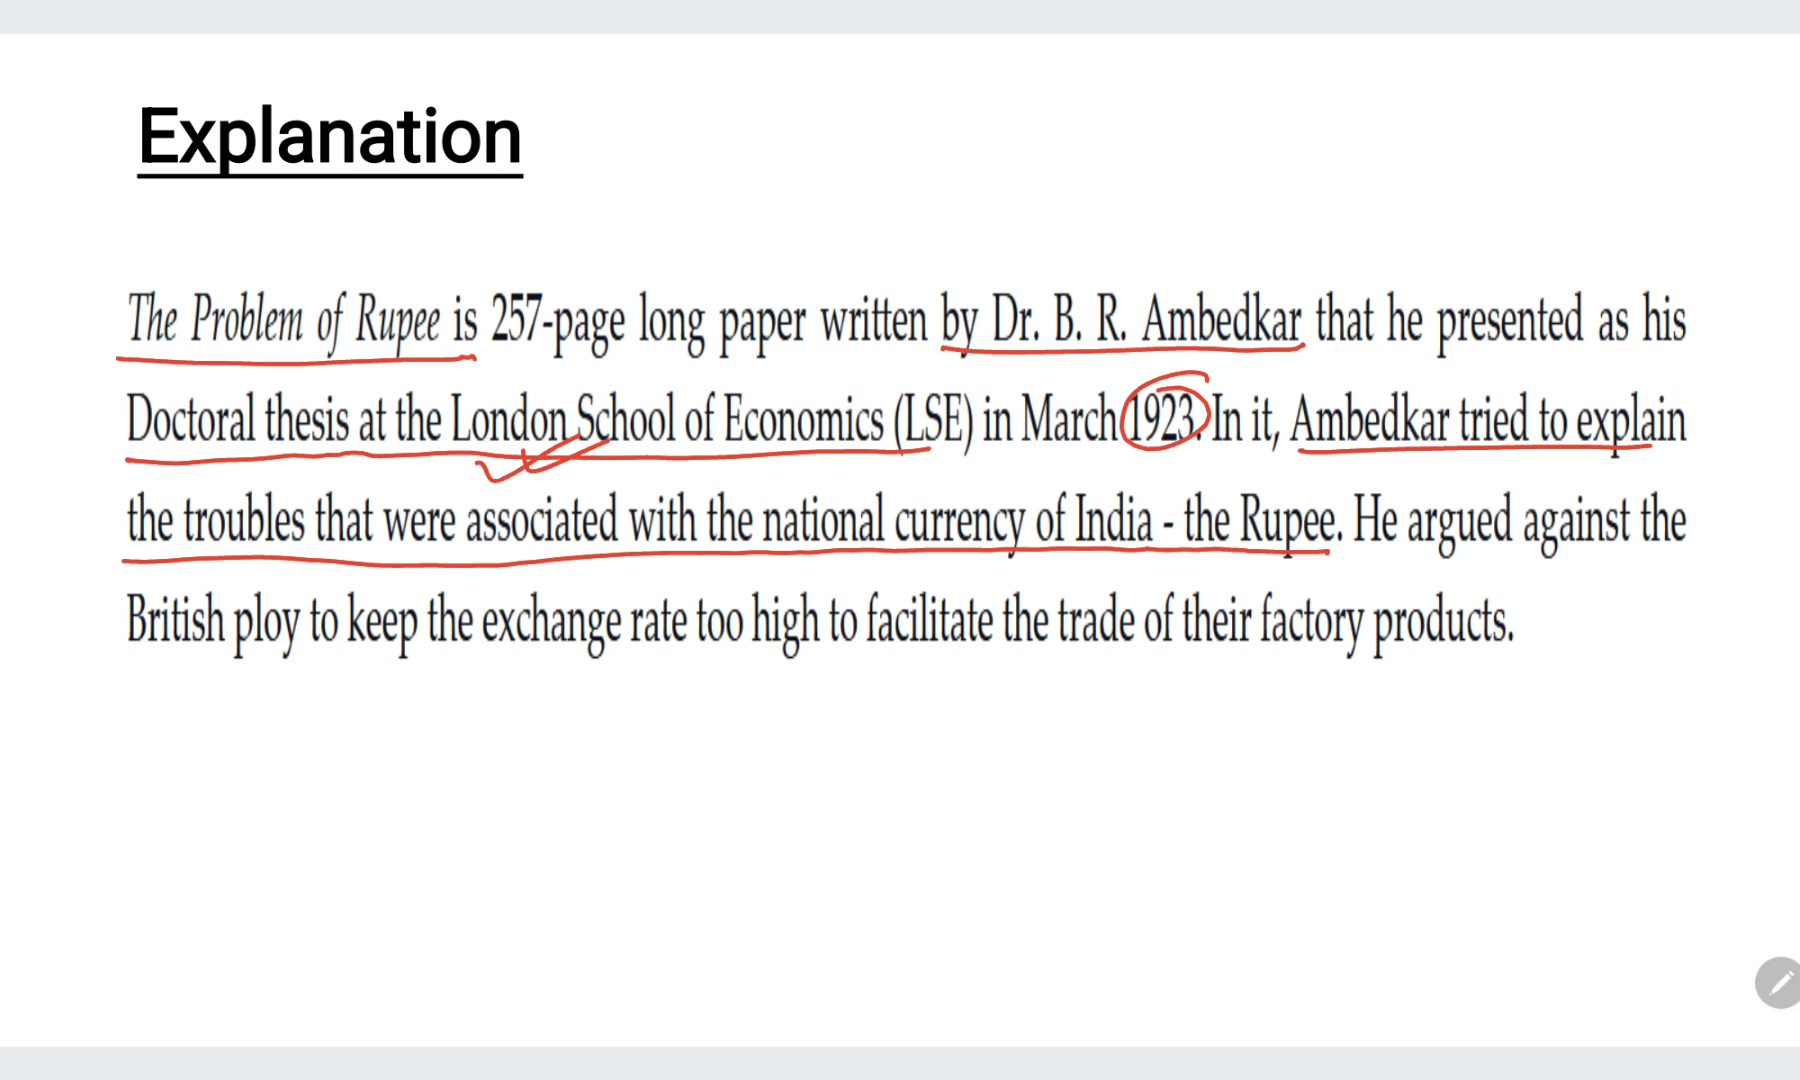 Explanation
The Problem of Rupee is 257-page long paper written by Dr. B. R. Ambedkar that he presented as his
Doctoral thesis at the London School of Economics (LSE) in March 1923. In it, Ambedkar tried to explain
the troubles that were associated with the national currency of India - the Rupee. He argued against the
British ploy to keep the exchange rate too high to facilitate the trade of their factory products.